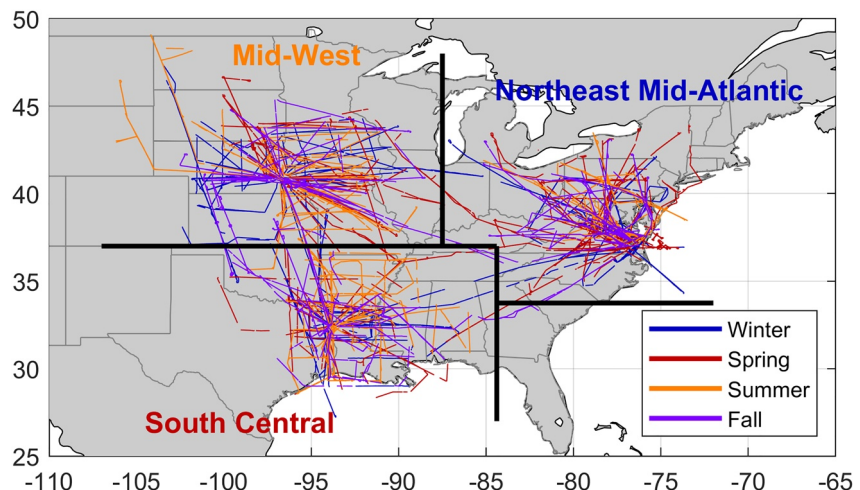 50
Mid-West
Northeast Mid-Atlantic
45
40
35
Winter
Spring
Summer
Fall
30
South Central
25
-110 -105 -100 -95 -90 -85 -80 -75 -70 -65